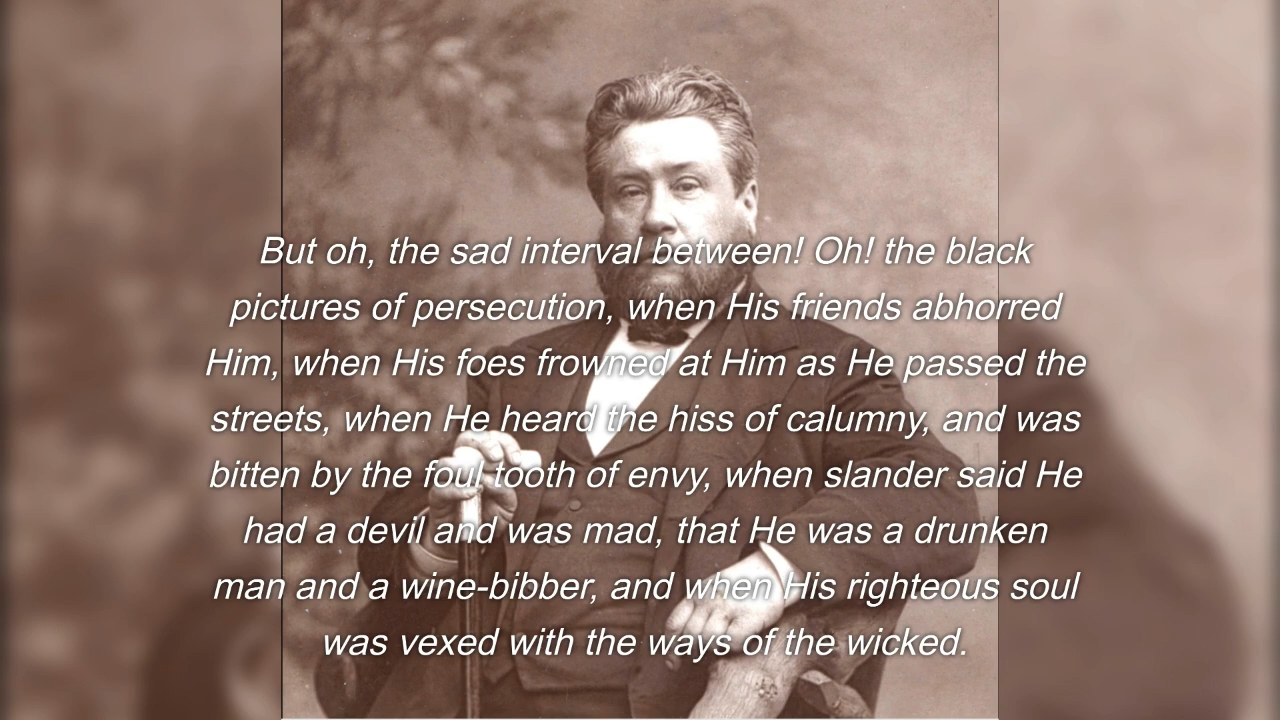 But oh, the sad interval between! Oh! the black
pictures of persecution, when His friends abhorred
Him, when His foes frowned at Him as He passed the
streets, when He heard the hiss of calumny, and was
bitten by the foul tooth of envy, when slander said He
had a devil and was mad, that He was a drunken
man and a wine-bibber, and when His righteous soul
was vexed with the ways of the wicked.